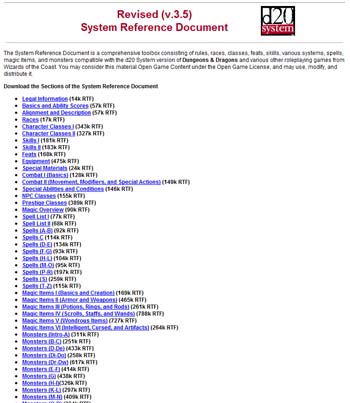 Revised (v.3.5)
System Reference Document
d20
system
The System Reference Document is a comprehensive toolbox consisting of rules, races, classes, feats, skills, various systems, spells,
magic items, and monsters compatible with the d20 System version of Dungeons & Dragons and various other roleplaying games from
Wizards of the Coast. You may consider this material Open Game Content under the Open Game License, and may use, modify, and
distribute it.
Download the Sections of the System Reference Document
Legal Information (14k RTF)
Basics and Ability Scores (57k RTF)
Alignment and Description (57k RTF)
Races (17k RTF)
Character Classes I (343k RTF)
Character Classes II (327k RTF)
Skills I (181k RTF)
Skills II (183k RTF)
Feats (168k RTF)
Equipment (475k RTF)
Special Materials (24k RTF)
Combat I (Basics) (128k RTF)
Combat II (Movement, Modifiers, and Special Actions) (149k RTF)
Special Abilities and Conditions (146k RTF)
NPC Classes (155k RTF)
Prestige Classes (389k RTF)
Magic Overview (90k RTF)
Spell List I (77k RTF)
Spell List II (68k RTF)
Spells (A-B) (92k RTF)
Spells C (114k RTF)
Spells (D-E) (134k RTF)
Spells (F-G) (93k RTF)
Spells (H-L) (104k RTF)
Spells (M-O) (95k RTF)
Spells (P-R) (197k RTF)
Spells (S) (259k RTF)
Spells (T-Z) (115k RTF)
Magic Items I (Basics and Creation) (169k RTF)
Magic Items II (Armor and Weapons) (465k RTF)
Magic Items III (Potions, Rings, and Rods) (261k RTF)
Magic Items IV (Scrolls, Staffs, and Wands) (788k RTF)
Magic Items V (Wondrous Items) (727k RTF)
Magic Items VI (Intelligent, Cursed, and Artifacts) (264k RTF)
Monsters (Intro-A) (311k RTF)
Monsters (B-C) (251k RTF)
Monsters (D-De) (433k RTF)
Monsters (Di-Do) (258k RTF)
Monsters (Dr-Dw) (617k RTF)
Monsters (E-F) (414k RTF)
Monsters (G) (438k RTF)
Monsters (H-I)(326k RTF)
Monsters (K-L) (297k RTF)
Monsters (M-N) (409k RTF)